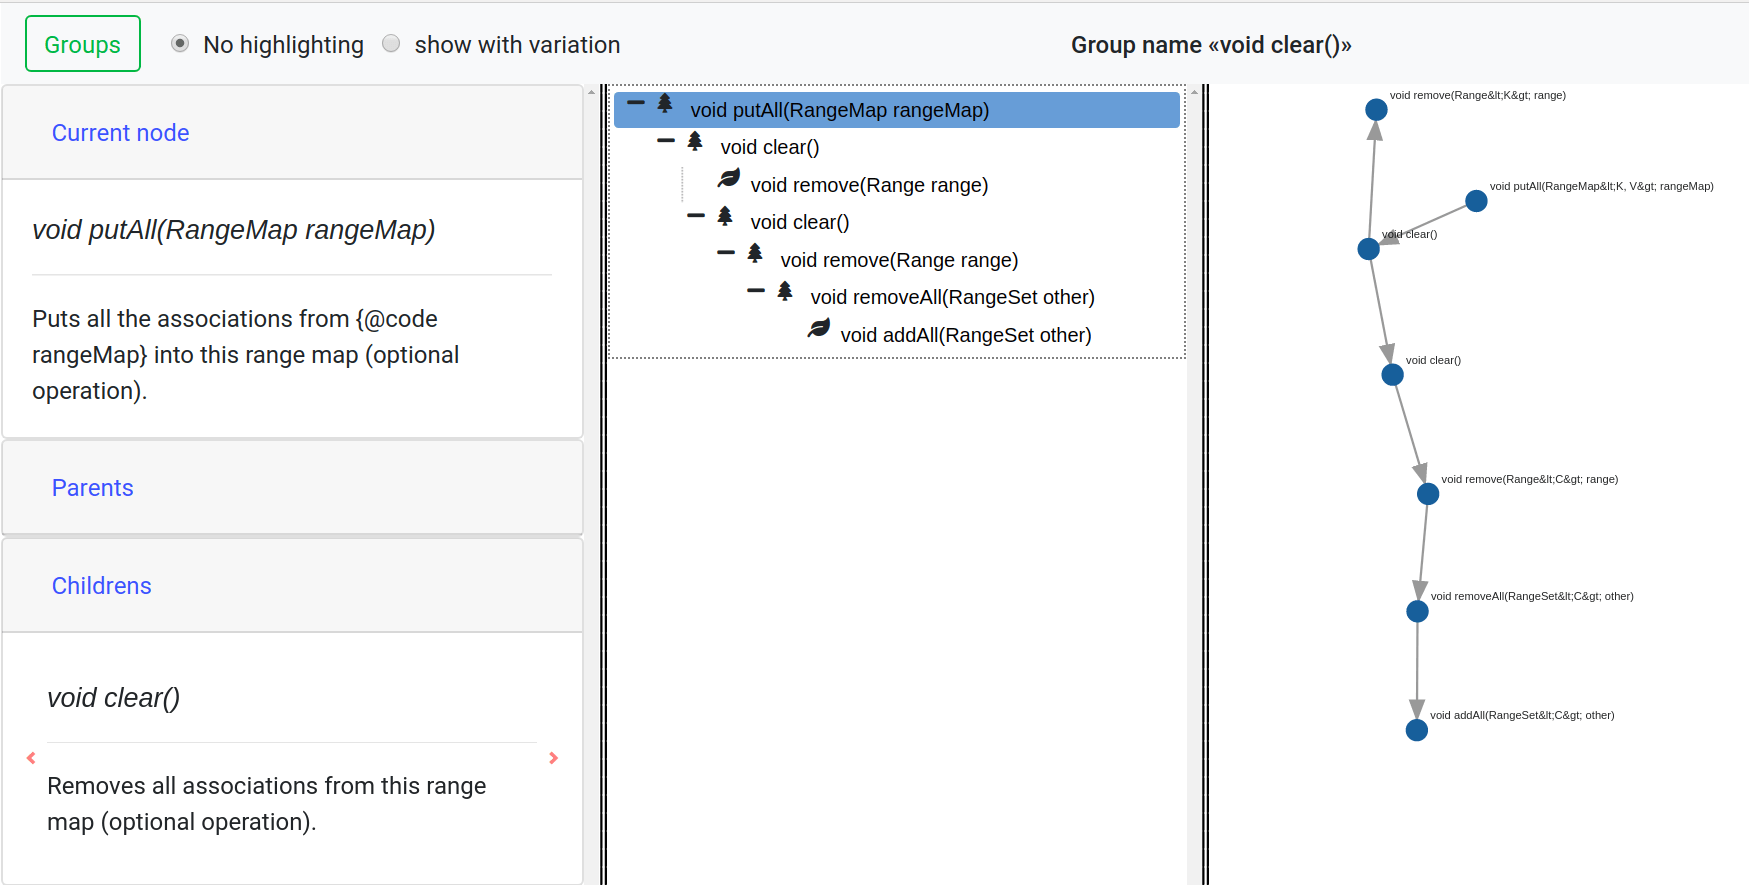 Groups
No highlighting
show with variation
Group name «void clear()»
Current node
void putAll(RangeMap rangeMap)
Puts all the associations from {@code
rangeMap} into this range map (optional
operation).
Parents
Childrens
void clear()
Removes all associations from this range
map (optional operation).
void putAll(RangeMap rangeMap)
void clear()
void remove(Range range)
void clear()
void remove(Range range)
void removeAll(RangeSet other)
void addAll(RangeSet other)
void remove(Range&lt;K&gt; range)
void putAll(RangeMap&lt;K, V&gt; rangeMap)
void clear()
void clear()
void remove(Range&lt;C&gt; range)
void removeAll(RangeSet&lt;C&gt; other)
void addAll(RangeSet&lt;C&gt; other)